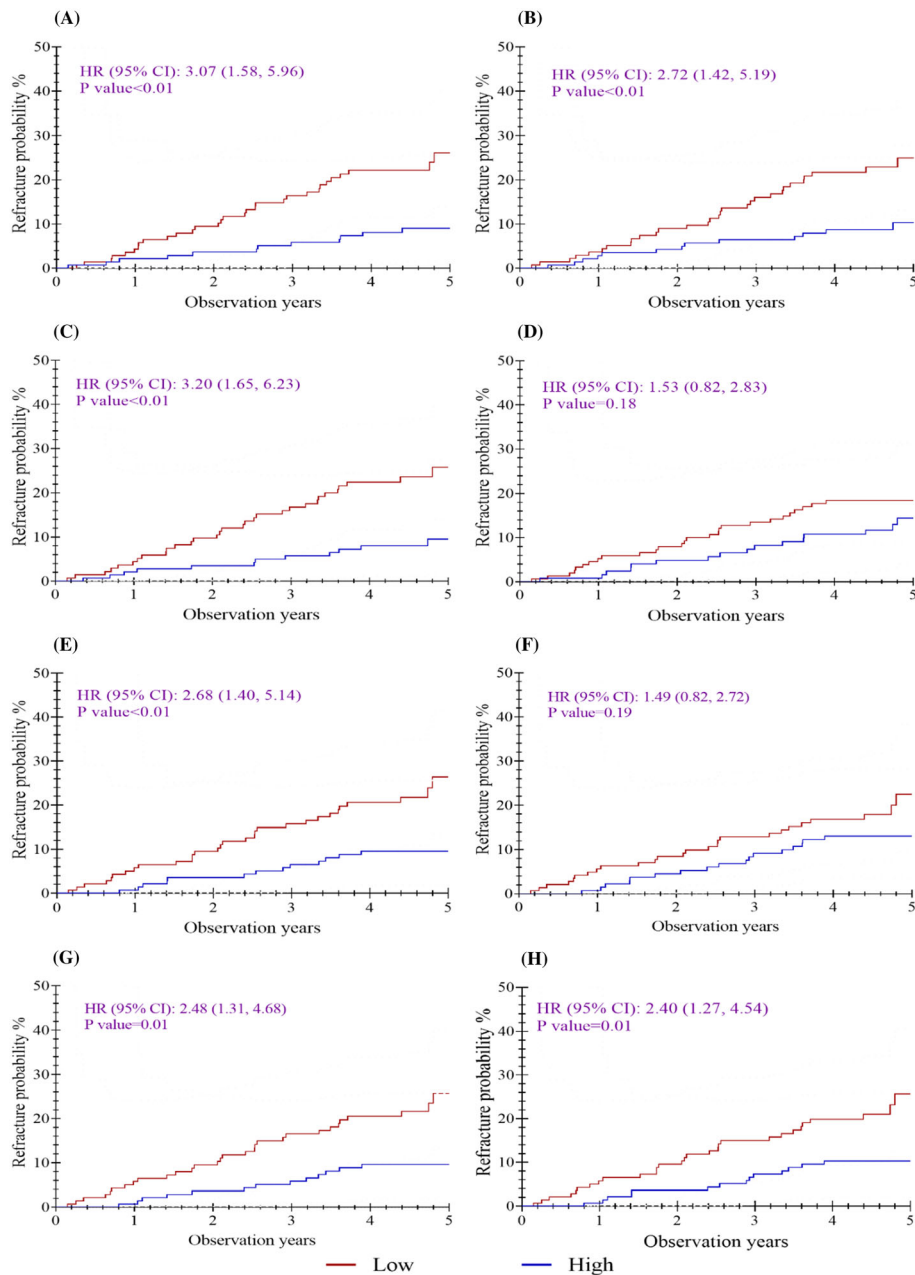 (A)
(B)
Refracture probability %
50
40
30
20
10
0
HR (95% CI): 3.07 (1.58, 5.96)
P value<0.01
0 1 2 3 4 5
Observation years
Refracture probability %
50
40
30
20
10
0
HR (95% CI): 2.72 (1.42, 5.19)
P value<0.01
0 1 2 3 4 5
Observation years
(C)
(D)
Refracture probability %
50
40
30
20
10
0
HR (95% CI): 3.20 (1.65, 6.23)
P value<0.01
0 1 2 3 4 5
Observation years
Refracture probability %
50
40
30
20
10
0
HR (95% CI): 1.53 (0.82, 2.83)
P value=0.18
0 1 2 3 4 5
Observation years
(E)
(F)
Refracture probability %
50
40
30
20
10
0
HR (95% CI): 2.68 (1.40, 5.14)
P value<0.01
0 1 2 3 4 5
Observation years
Refracture probability %
50
40
30
20
10
0
HR (95% CI): 1.49 (0.82, 2.72)
P value=0.19
0 1 2 3 4 5
Observation years
(G)
(H)
Refracture probability %
50
40
30
20
10
0
HR (95% CI): 2.48 (1.31, 4.68)
P value=0.01
0 1 2 3 4 5
Observation years
Refracture probability %
50
40
30
20
10
0
HR (95% CI): 2.40 (1.27, 4.54)
P value=0.01
0 1 2 3 4 5
Observation years
Low
High